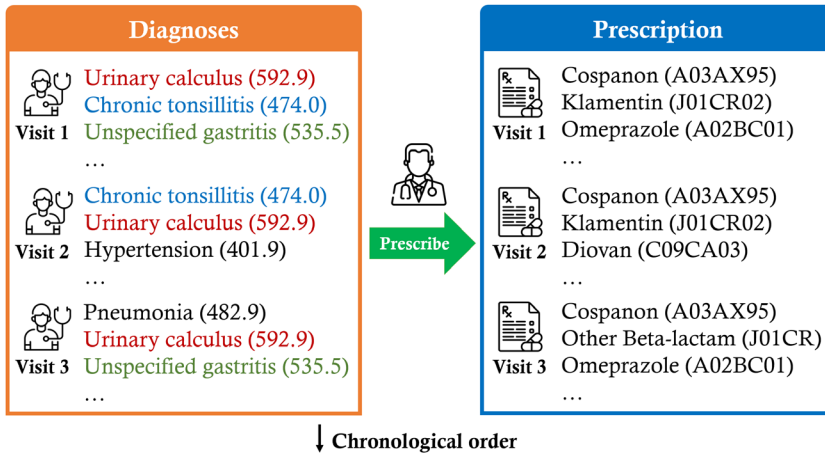 Diagnoses
Urinary calculus (592.9)
Chronic tonsillitis (474.0)
Visit 1 Unspecified gastritis (535.5)
...
Chronic tonsillitis (474.0)
Urinary calculus (592.9)
Visit 2 Hypertension (401.9)
...
Pneumonia (482.9)
Urinary calculus (592.9)
Visit 3 Unspecified gastritis (535.5)
...
Prescribe
Prescription
Rx Cospanon (A03AX95)
Klamentin (J01CR02)
Visit 1 Omeprazole (A02BC01)
...
Rx Cospanon (A03AX95)
Klamentin (J01CR02)
Visit 2 Diovan (C09CA03)
...
Rx Cospanon (A03AX95)
Other Beta-lactam (J01CR)
Visit 3 Omeprazole (A02BC01)
...
Chronological order